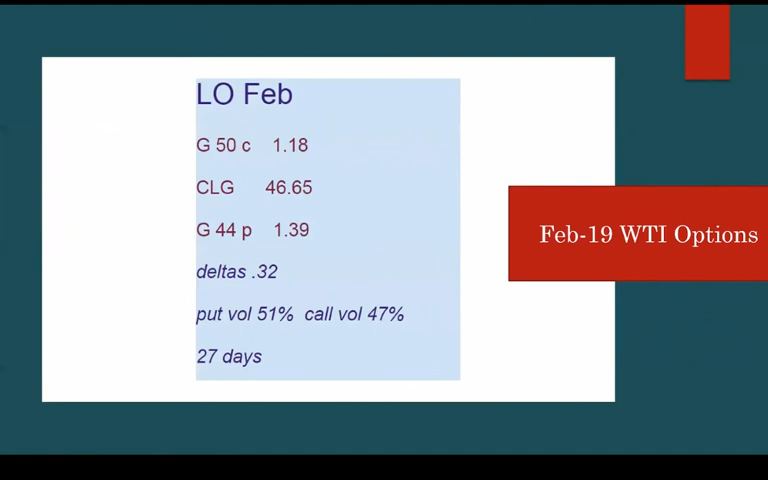 LO Feb
G 50 c 1.18
CLG 46.65
G 44 p 1.39
deltas .32
put vol 51% call vol 47%
27 days
Feb-19 WTI Options